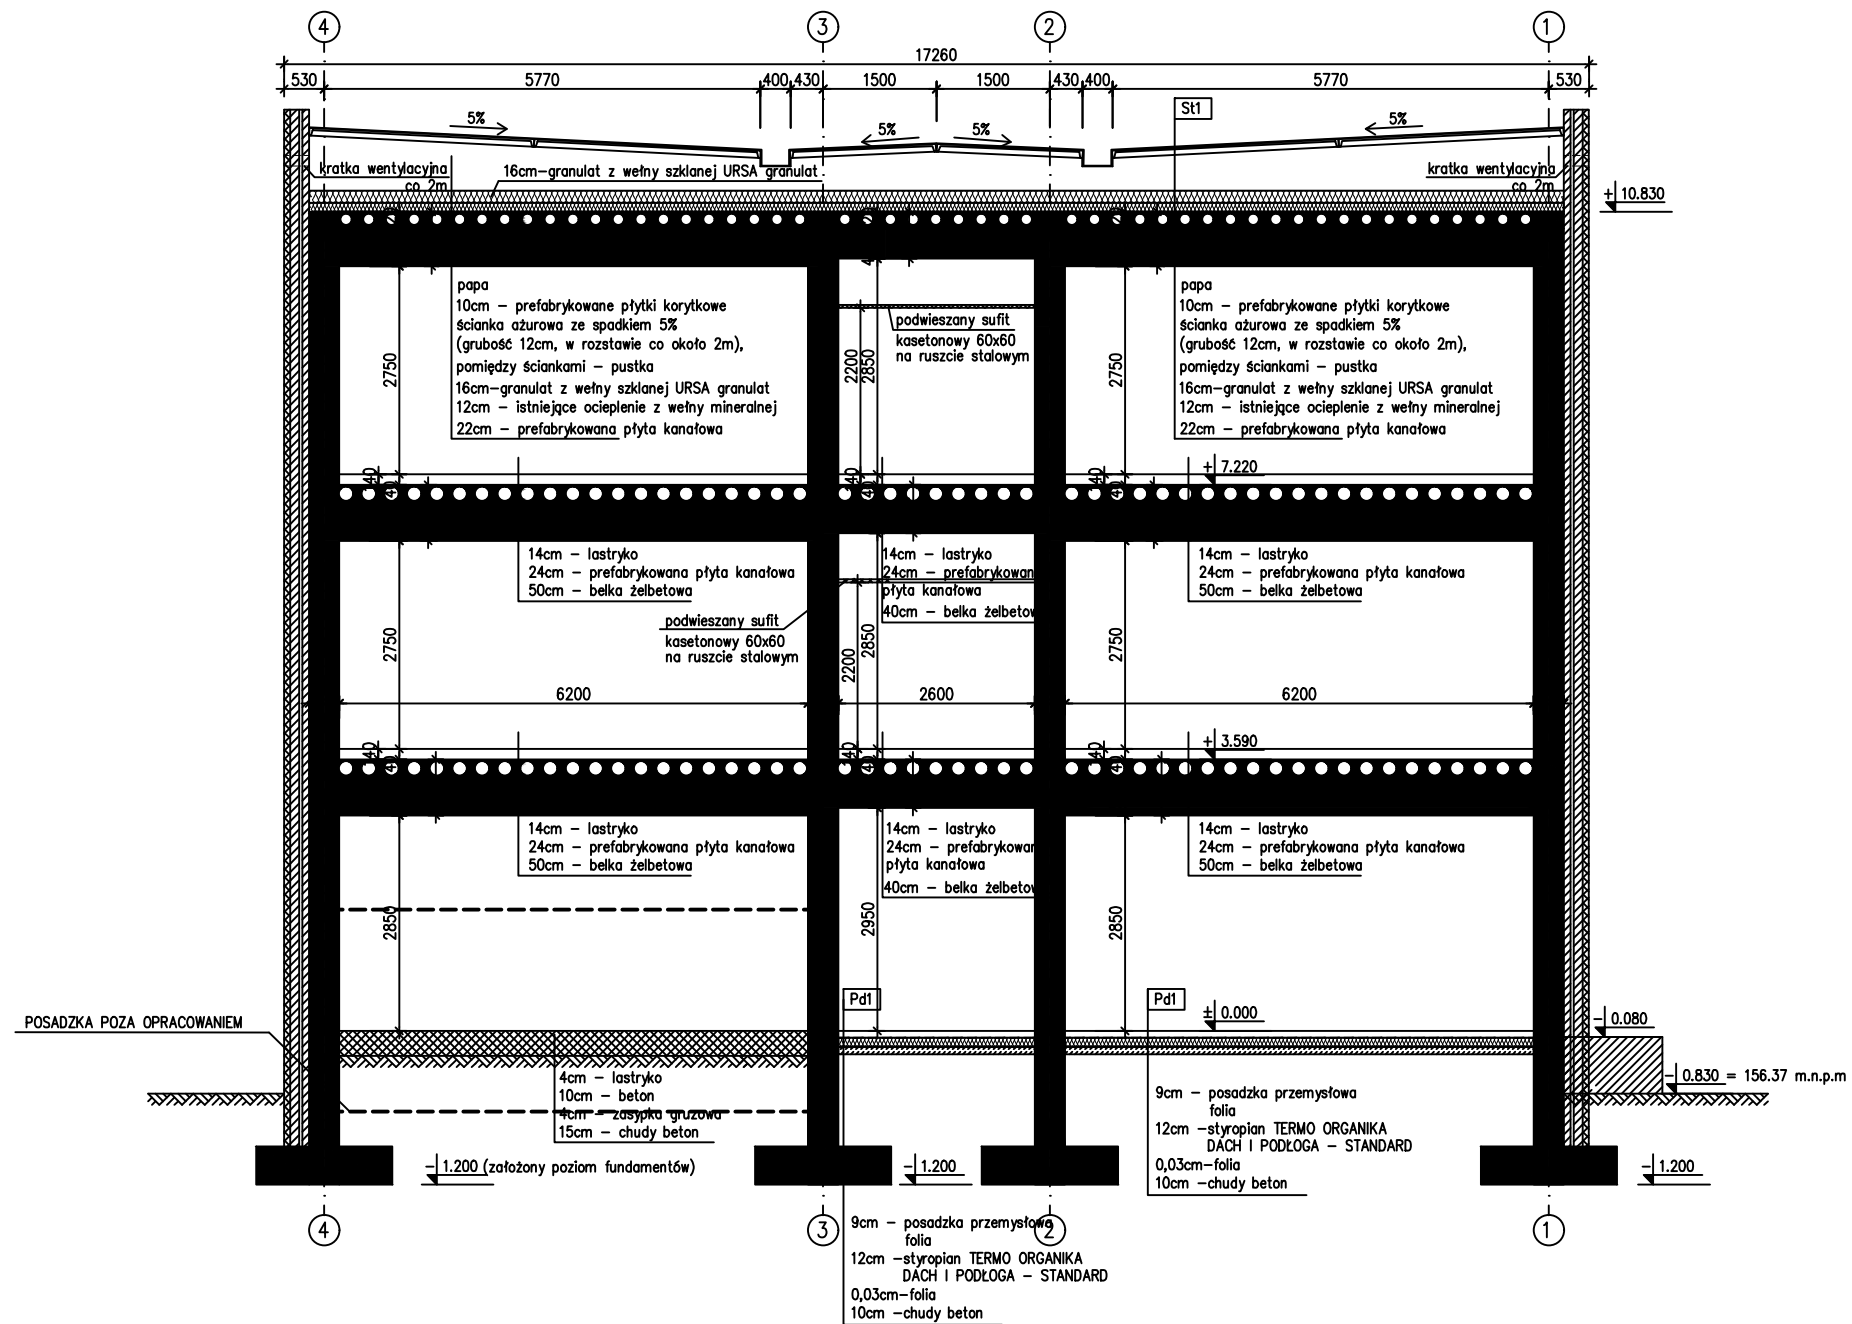 4
3
2
1
17260
530
5770
400
430
1500
1500
430
400
5770
530
St1
5%
5%
5%
5%
kratka wentylacyjna
co 2m
16cm-granulat z wełny szklanej URSA granulat
kratka wentylacyjna
co 2m
+ 10.830
papa
10cm - prefabrykowane płytki korytkowe
ścianka ażurowa ze spadkiem 5%
(grubość 12cm, w rozstawie co około 2m),
pomiędzy ściankami - pustka
16cm-granulat z wełny szklanej URSA granulat
12cm - istniejące ocieplenie z wełny mineralnej
22cm - prefabrykowana płyta kanałowa
podwieszany sufit
kasetonowy 60x60
na ruszcie stalowym
papa
10cm - prefabrykowane płytki korytkowe
ścianka ażurowa ze spadkiem 5%
(grubość 12cm, w rozstawie co około 2m),
pomiędzy ściankami - pustka
16cm-granulat z wełny szklanej URSA granulat
12cm - istniejące ocieplenie z wełny mineralnej
22cm - prefabrykowana płyta kanałowa
2750
2200
2850
2750
+ 7.220
14cm - lastryko
24cm - prefabrykowana płyta kanałowa
50cm - belka żelbetowa
14cm - lastryko
24cm - prefabrykowan
płyta kanałowa
40cm - belka żelbetow
14cm - lastryko
24cm - prefabrykowana płyta kanałowa
50cm - belka żelbetowa
podwieszany sufit
kasetonowy 60x60
na ruszcie stalowym
2750
2200
2850
2750
6200
2600
6200
+ 3.590
14cm - lastryko
24cm - prefabrykowana płyta kanałowa
50cm - belka żelbetowa
14cm - lastryko
24cm - prefabrykowan
płyta kanałowa
40cm - belka żelbetow
14cm - lastryko
24cm - prefabrykowana płyta kanałowa
50cm - belka żelbetowa
2850
2950
2850
Pd1
Pd1
± 0.000
- 0.080
POSADZKA POZA OPRACOWANIEM
- 0.830 = 156.37 m.n.p.m
4cm - lastryko
10cm - beton
4cm - zasypka gruzowa
15cm - chudy beton
9cm - posadzka przemysłowa
folia
12cm -styropian TERMO ORGANIKA
DACH I PODŁOGA - STANDARD
0,03cm-folia
10cm -chudy beton
- 1.200 (założony poziom fundamentów)
- 1.200
- 1.200
4
3
2
1
9cm - posadzka przemysłowa
folia
12cm -styropian TERMO ORGANIKA
DACH I PODŁOGA - STANDARD
0,03cm-folia
10cm -chudy beton